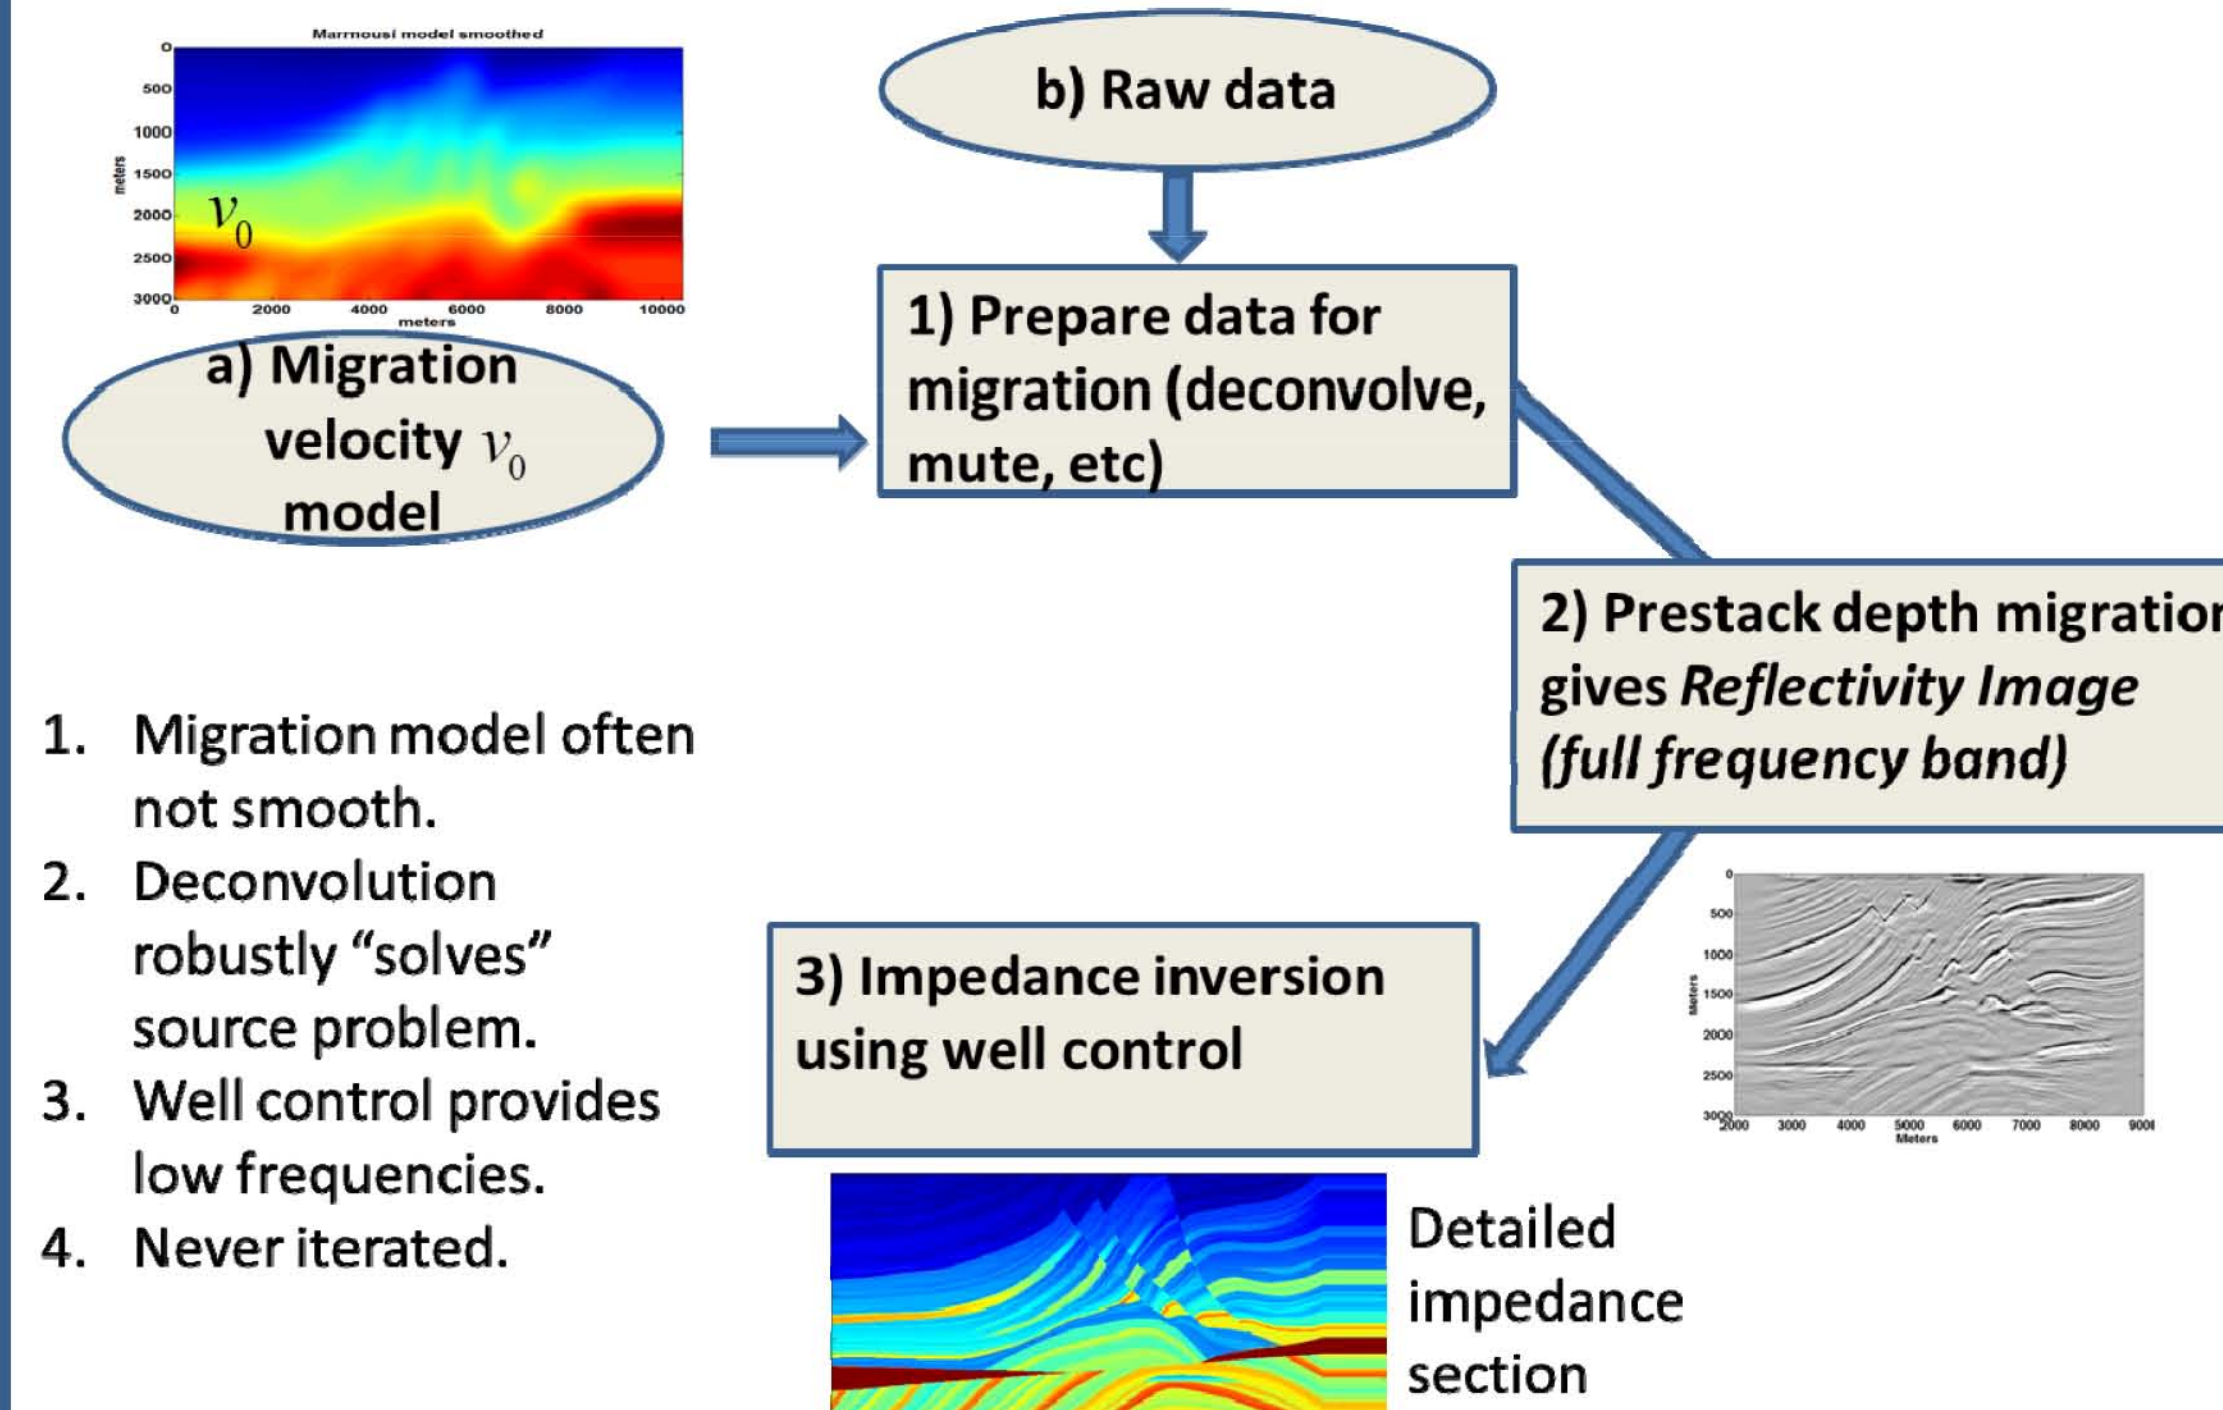 Marmousi model smoothed
0
500
1000
1500
2000
2500
3000
meters
v0
0 2000 4000 6000 8000 10000
meters
a) Migration
velocity v0
model
b) Raw data
1) Prepare data for
migration (deconvolve,
mute, etc)
2) Prestack depth migration
gives Reflectivity Image
(full frequency band)
0
500
1000
1500
2000
2500
3000
Meters
2000 3000 4000 5000 6000 7000 8000 900
Meters
3) Impedance inversion
using well control
Detailed
impedance
section
1. Migration model often
not smooth.
2. Deconvolution
robustly “solves”
source problem.
3. Well control provides
low frequencies.
4. Never iterated.